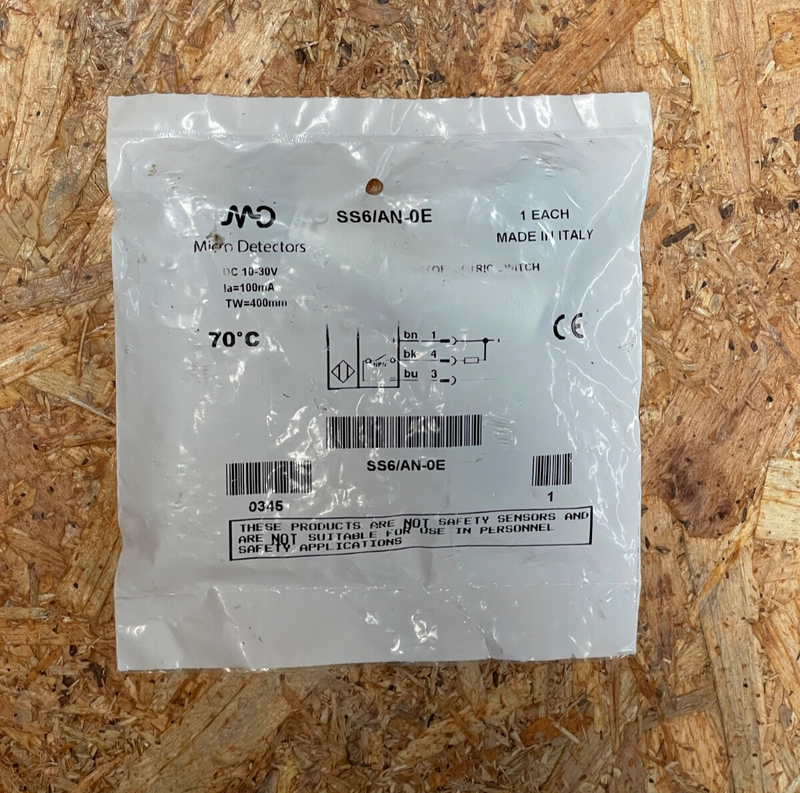 MD
Micro Detectors
SS6/AN-0E
1 EACH
MADE IN ITALY
DC 10-30V
Ia=100mA
TW=400mm
SWITCH
70°C
CE
bn 1
bk 4
NPN
bu 3
SS6/AN-0E
0345
1
THESE PRODUCTS ARE NOT SAFETY SENSORS AND
ARE NOT SUITABLE FOR USE IN PERSONNEL
SAFETY APPLICATIONS